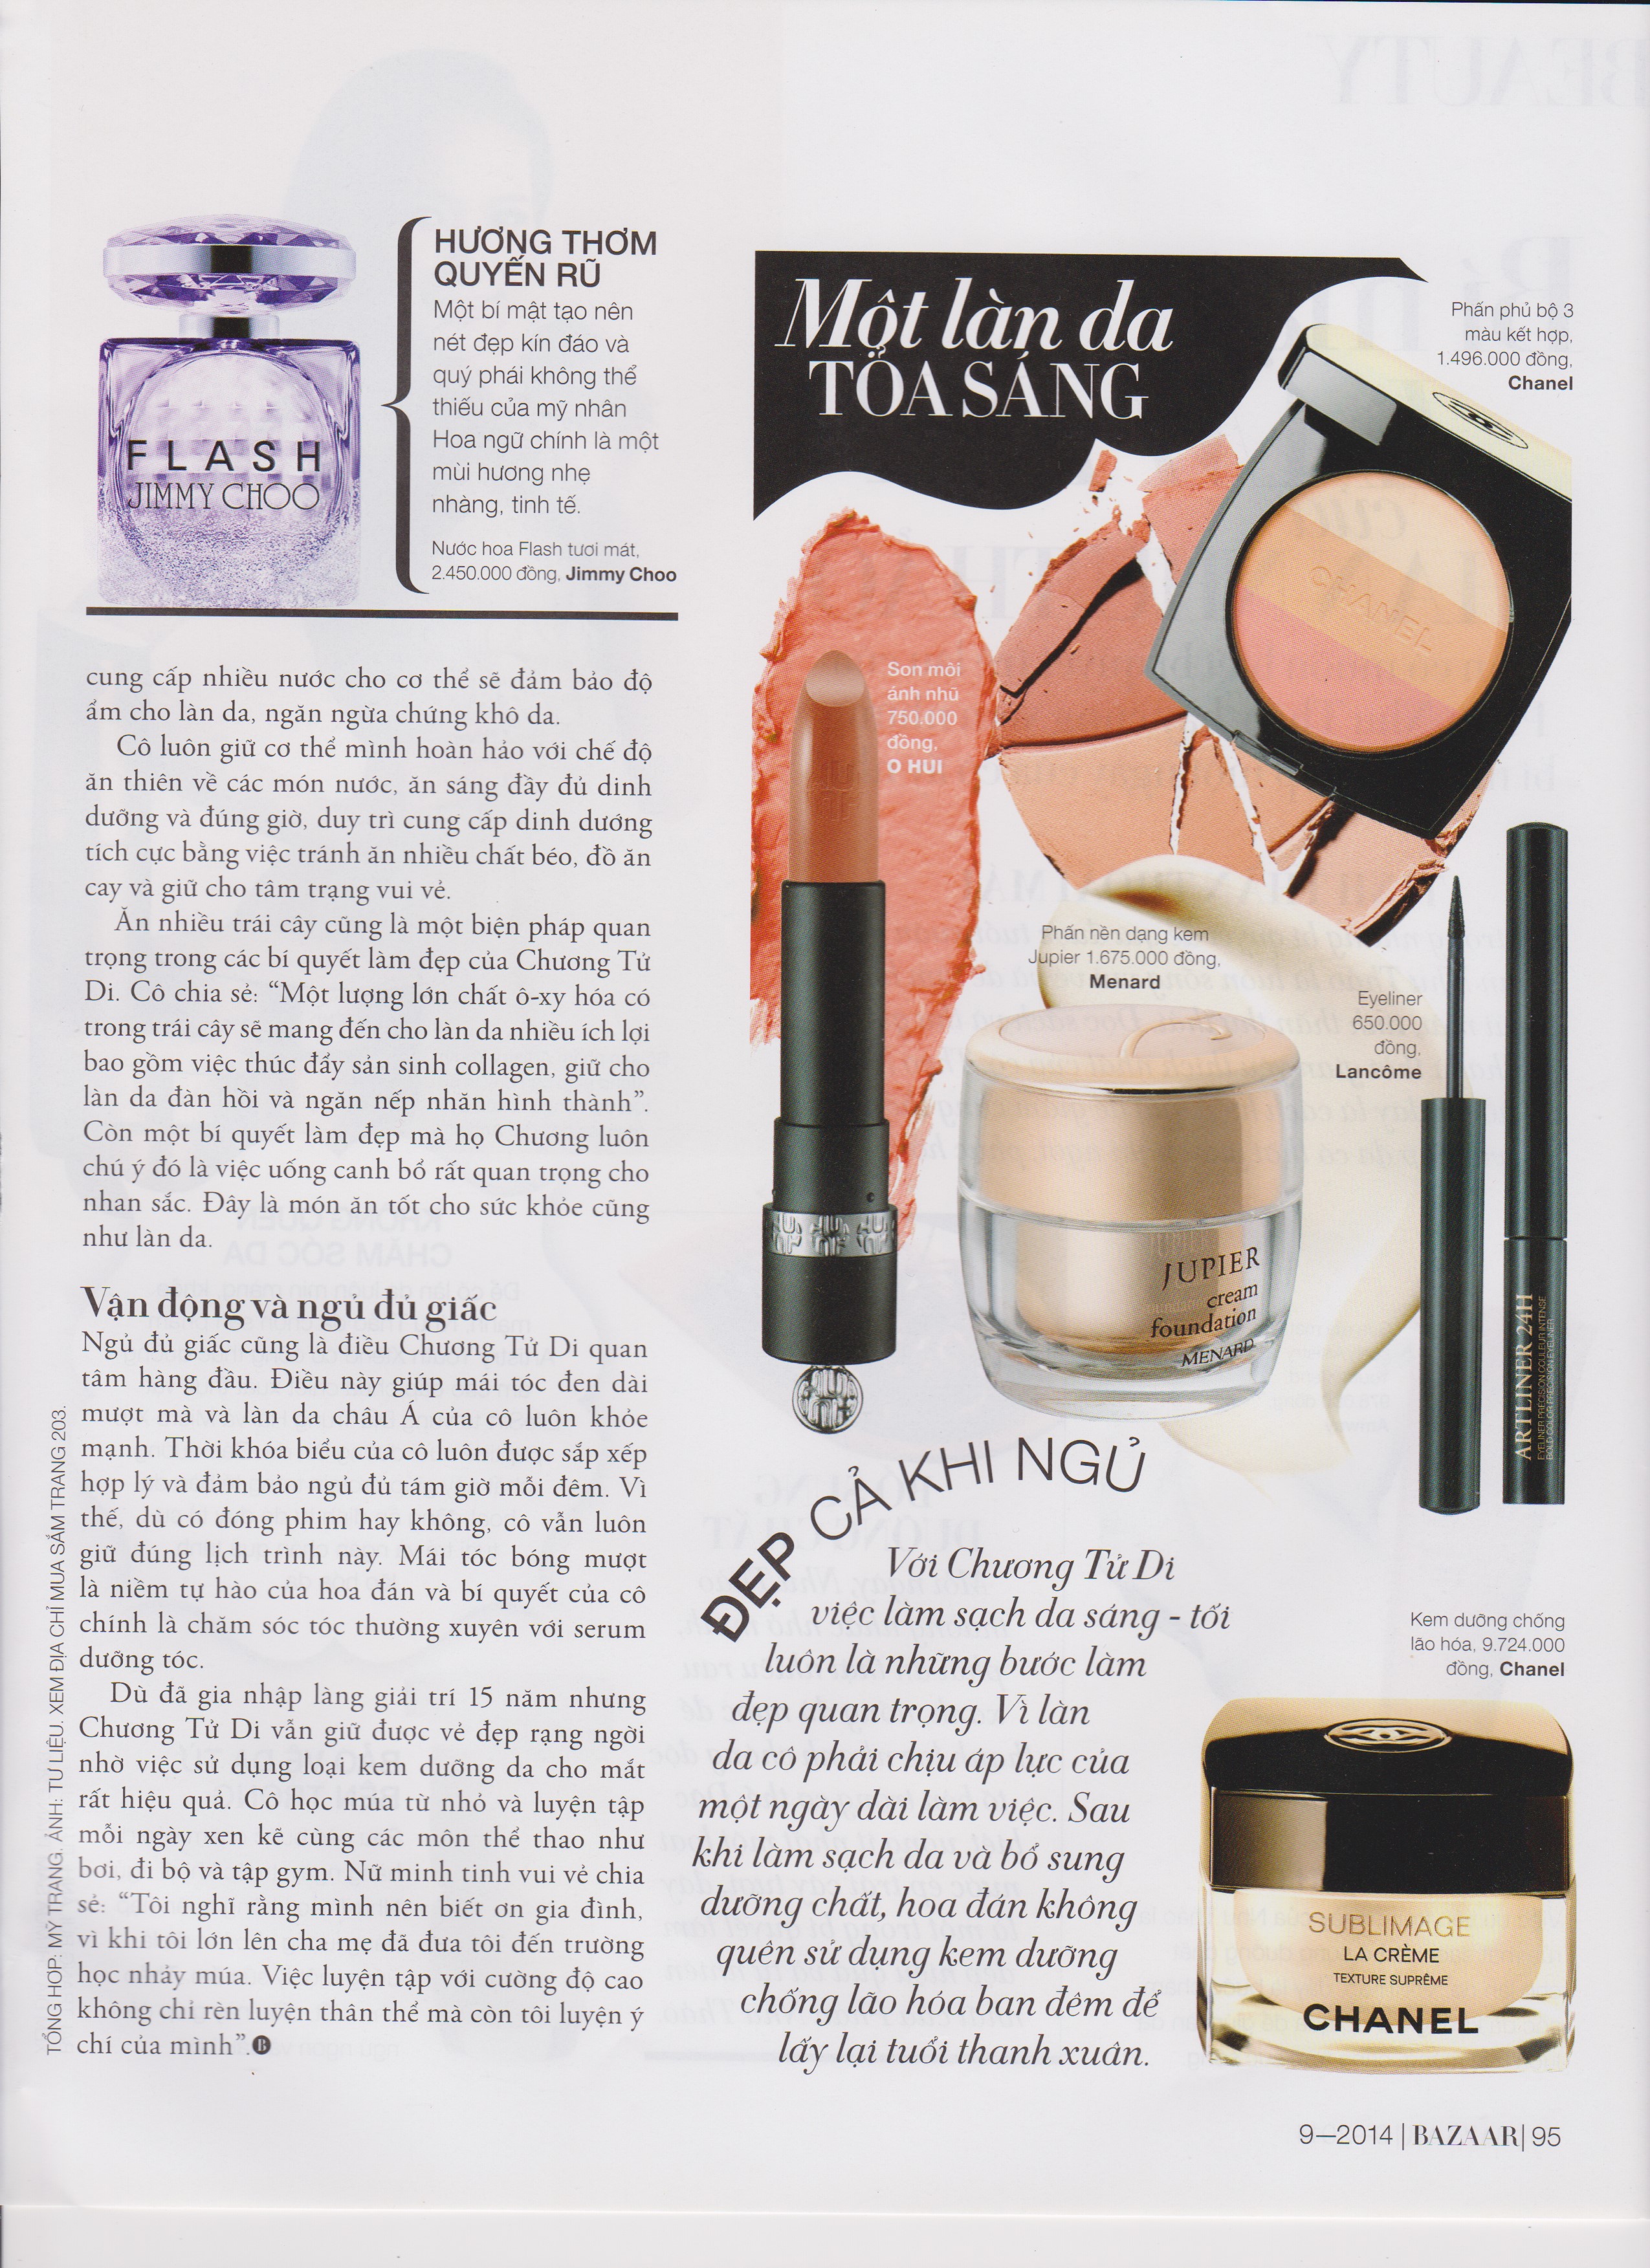 FLASH
JIMMY CHOO
HƯƠNG THƠM
QUYẾN RŨ
Một bí mật tạo nên
nét đẹp kín đáo và
quý phái không thể
thiếu của mỹ nhân
Hoa ngữ chính là một
mùi hương nhẹ
nhàng, tinh tế.
Nước hoa Flash tươi mát,
2.450.000 đồng, Jimmy Choo
cung cấp nhiều nước cho cơ thể sẽ đảm bảo độ
ẩm cho làn da, ngăn ngừa chứng khô da.
Cô luôn giữ cơ thể mình hoàn hảo với chế độ
ăn thiên về các món nước, ăn sáng đầy đủ dinh
dưỡng và đúng giờ, duy trì cung cấp dinh dướng
tích cực bằng việc tránh ăn nhiều chất béo, đồ ăn
cay và giữ cho tâm trạng vui vẻ.
Ăn nhiều trái cây cũng là một biện pháp quan
trọng trong các bí quyết làm đẹp của Chương Tử
Di. Cô chia sẻ: “Một lượng lớn chất ô-xy hóa có
trong trái cây sẽ mang đến cho làn da nhiều ích lợi
bao gồm việc thúc đẩy sản sinh collagen, giữ cho
làn da đàn hồi và ngăn nếp nhăn hình thành”.
Còn một bí quyết làm đẹp mà họ Chương luôn
chú ý đó là việc uống canh bổ rất quan trọng cho
nhan sắc. Đây là món ăn tốt cho sức khỏe cũng
như làn da.
Vận động và ngủ đủ giấc
Ngủ đủ giấc cũng là điều Chương Tử Di quan
tâm hàng đầu. Điều này giúp mái tóc đen dài
mượt mà và làn da châu Á của cô luôn khỏe
mạnh. Thời khóa biểu của cô luôn được sắp xếp
hợp lý và đảm bảo ngủ đủ tám giờ mỗi đêm. Vì
thế, dù có đóng phim hay không, cô vẫn luôn
giữ đúng lịch trình này. Mái tóc bóng mượt
là niềm tự hào của hoa đán và bí quyết của cô
chính là chăm sóc tóc thường xuyên với serum
dưỡng tóc.
Dù đã gia nhập làng giải trí 15 năm nhưng
Chương Tử Di vẫn giữ được vẻ đẹp rạng ngời
nhờ việc sử dụng loại kem dưỡng da cho mắt
rất hiệu quả. Cô học múa từ nhỏ và luyện tập
mỗi ngày xen kẽ cùng các môn thể thao như
bơi, đi bộ và tập gym. Nữ minh tinh vui vẻ chia
sẻ: “Tôi nghĩ rằng mình nên biết ơn gia đình,
vì khi tôi lớn lên cha mẹ đã đưa tôi đến trường
học nhảy múa. Việc luyện tập với cường độ cao
không chỉ rèn luyện thân thể mà còn tôi luyện ý
chí của mình”.
TỔNG HỢP: MỸ TRANG. ẢNH: TƯ LIỆU. XEM ĐỊA CHỈ MUA SẮM TRANG 203.
Một làn da
TỎA SÁNG
Phấn phủ bộ 3
màu kết hợp,
1.496.000 đồng,
Chanel
CHANEL
Son môi
ánh nhũ
750.000
đồng,
O HUI
Phấn nền dạng kem
Jupier 1.675.000 đồng,
Menard
JUPIER
cream
foundation
MENARD
Eyeliner
650.000
đồng,
Lancôme
ARTLINER 24H
EYELINER PRÉCISION COULEUR INTENSE
BOLD COLOR PRECISION EYELINER
ĐẸP CẢ KHI NGỦ
Với Chương Tử Di
việc làm sạch da sáng - tối
luôn là những bước làm
đẹp quan trọng. Vì làn
da cô phải chịu áp lực của
một ngày dài làm việc. Sau
khi làm sạch da và bổ sung
dưỡng chất, hoa đán không
quên sử dụng kem dưỡng
chống lão hóa ban đêm để
lấy lại tuổi thanh xuân.
Kem dưỡng chống
lão hóa, 9.724.000
đồng, Chanel
SUBLIMAGE
LA CRÈME
TEXTURE SUPRÊME
CHANEL
9—2014 | BAZAAR | 95